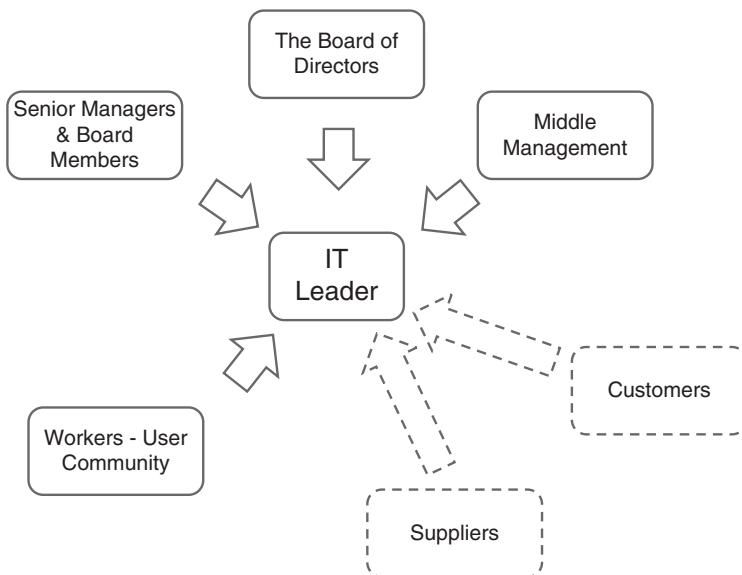 The Board of
Directors
Senior Managers
& Board
Members
Middle
Management
IT
Leader
Customers
Workers - User
Community
Suppliers